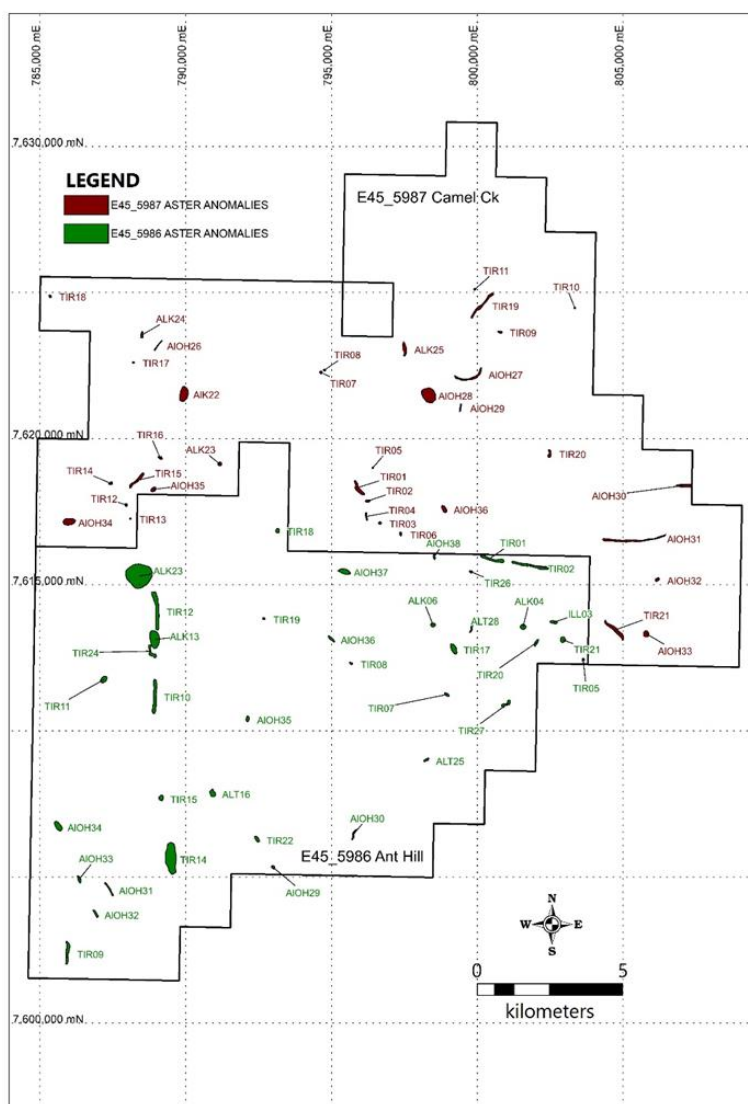 785,000 mE
790,000 mE
795,000 mE
800,000 mE
805,000 mE
7,630,000 mN
LEGEND
E45_5987 ASTER ANOMALIES
E45_5986 ASTER ANOMALIES
E45_5987 Camel Ck
TIR11
TIR10
TIR18
TIR19
ALK24
TIR09
AlOH26
ALK25
TIR17
TIR08
TIR07
AlOH27
AlK22
AlOH28
AlOH29
7,620,000 mN
TIR16
ALK23
TIR05
TIR20
TIR14
TIR15
TIR01
AlOH35
TIR02
AlOH30
TIR12
TIR04
AlOH36
TIR13
TIR03
AlOH34
TIR06
TIR18
AlOH38
TIR01
AlOH31
7,615,000 mN
ALK23
AlOH37
TIR26
TIR02
AlOH32
TIR12
TIR19
ALK06
ALT28
ALK04
ILL03
TIR21
ALK13
AlOH36
TIR17
TIR21
AlOH33
TIR24
TIR08
TIR20
TIR05
TIR11
TIR10
TIR07
TIR27
AlOH35
ALT25
TIR15
ALT16
AlOH34
TIR22
AlOH30
TIR14
E45_5986 Ant Hill
AlOH33
AlOH29
AlOH31
AlOH32
TIR09
N
W E
S
0 5
kilometers
7,600,000 mN